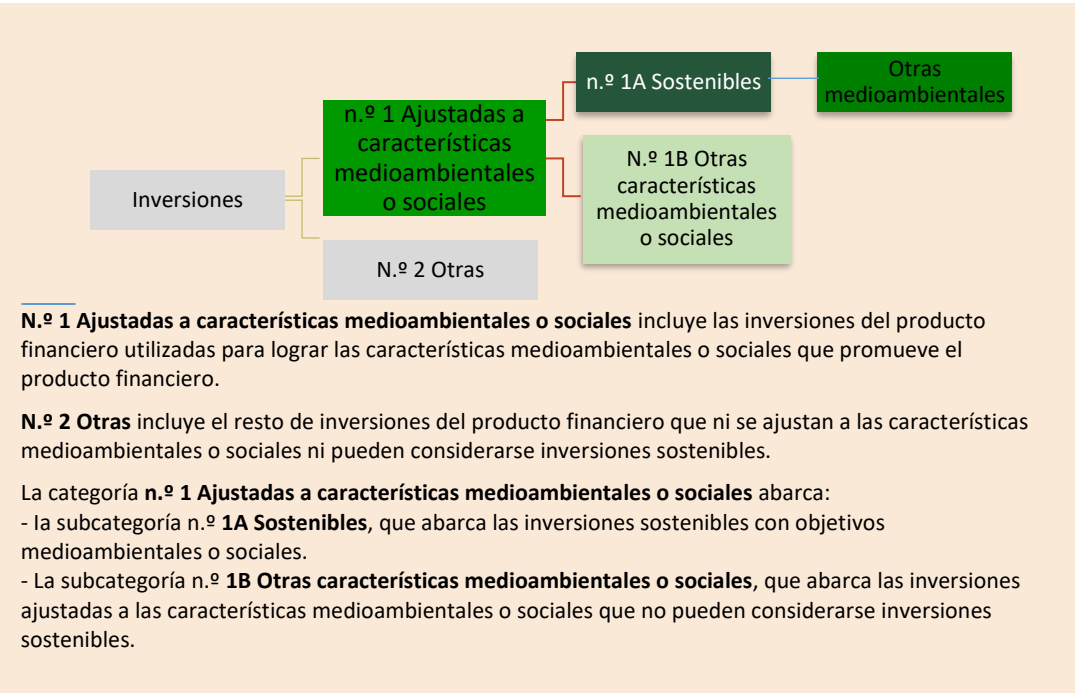 Inversiones
n.º 1 Ajustadas a
características
medioambientales
o sociales
N.º 2 Otras
n.º 1A Sostenibles
N.º 1B Otras
características
medioambientales
o sociales
Otras
medioambientales
N.º 1 Ajustadas a características medioambientales o sociales incluye las inversiones del producto
financiero utilizadas para lograr las características medioambientales o sociales que promueve el
producto financiero.
N.º 2 Otras incluye el resto de inversiones del producto financiero que ni se ajustan a las características
medioambientales o sociales ni pueden considerarse inversiones sostenibles.
La categoría n.º 1 Ajustadas a características medioambientales o sociales abarca:
- Ia subcategoría n.º 1A Sostenibles, que abarca las inversiones sostenibles con objetivos
medioambientales o sociales.
- La subcategoría n.º 1B Otras características medioambientales o sociales, que abarca las inversiones
ajustadas a las características medioambientales o sociales que no pueden considerarse inversiones
sostenibles.